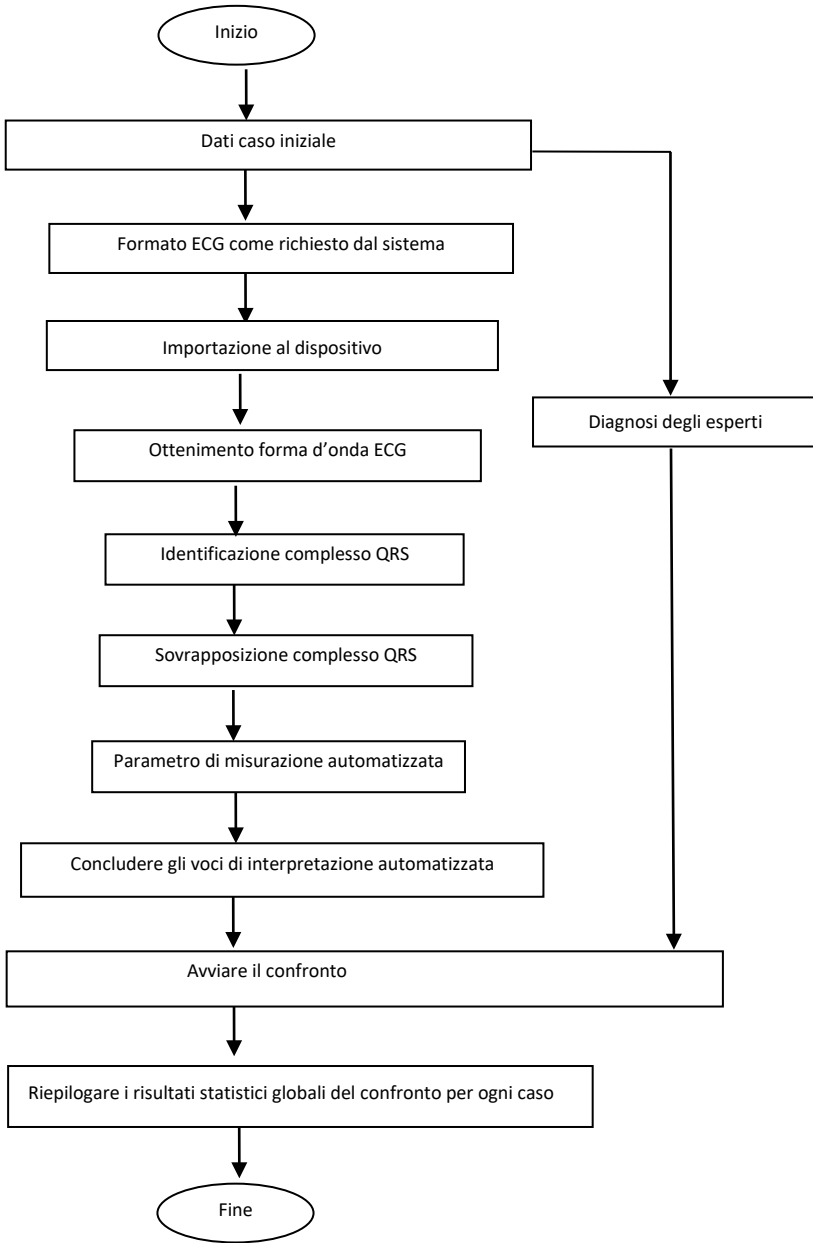 Inizio
Dati caso iniziale
Formato ECG come richiesto dal sistema
Importazione al dispositivo
Diagnosi degli esperti
Ottenimento forma d'onda ECG
Identificazione complesso QRS
Sovrapposizione complesso QRS
Parametro di misurazione automatizzata
Concludere gli voci di interpretazione automatizzata
Avviare il confronto
Riepilogare i risultati statistici globali del confronto per ogni caso
Fine